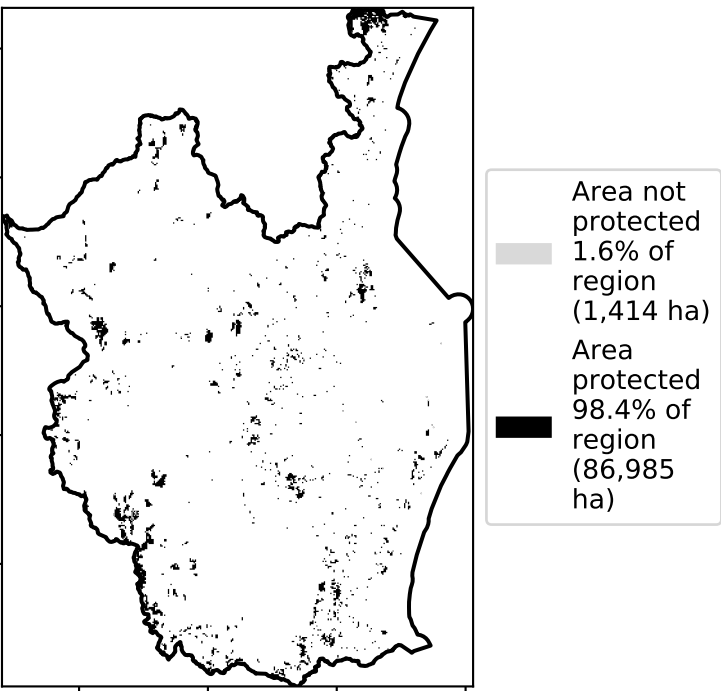 Area not
protected
1.6% of
region
(1,414 ha)
Area
protected
98.4% of
region
(86,985
ha)